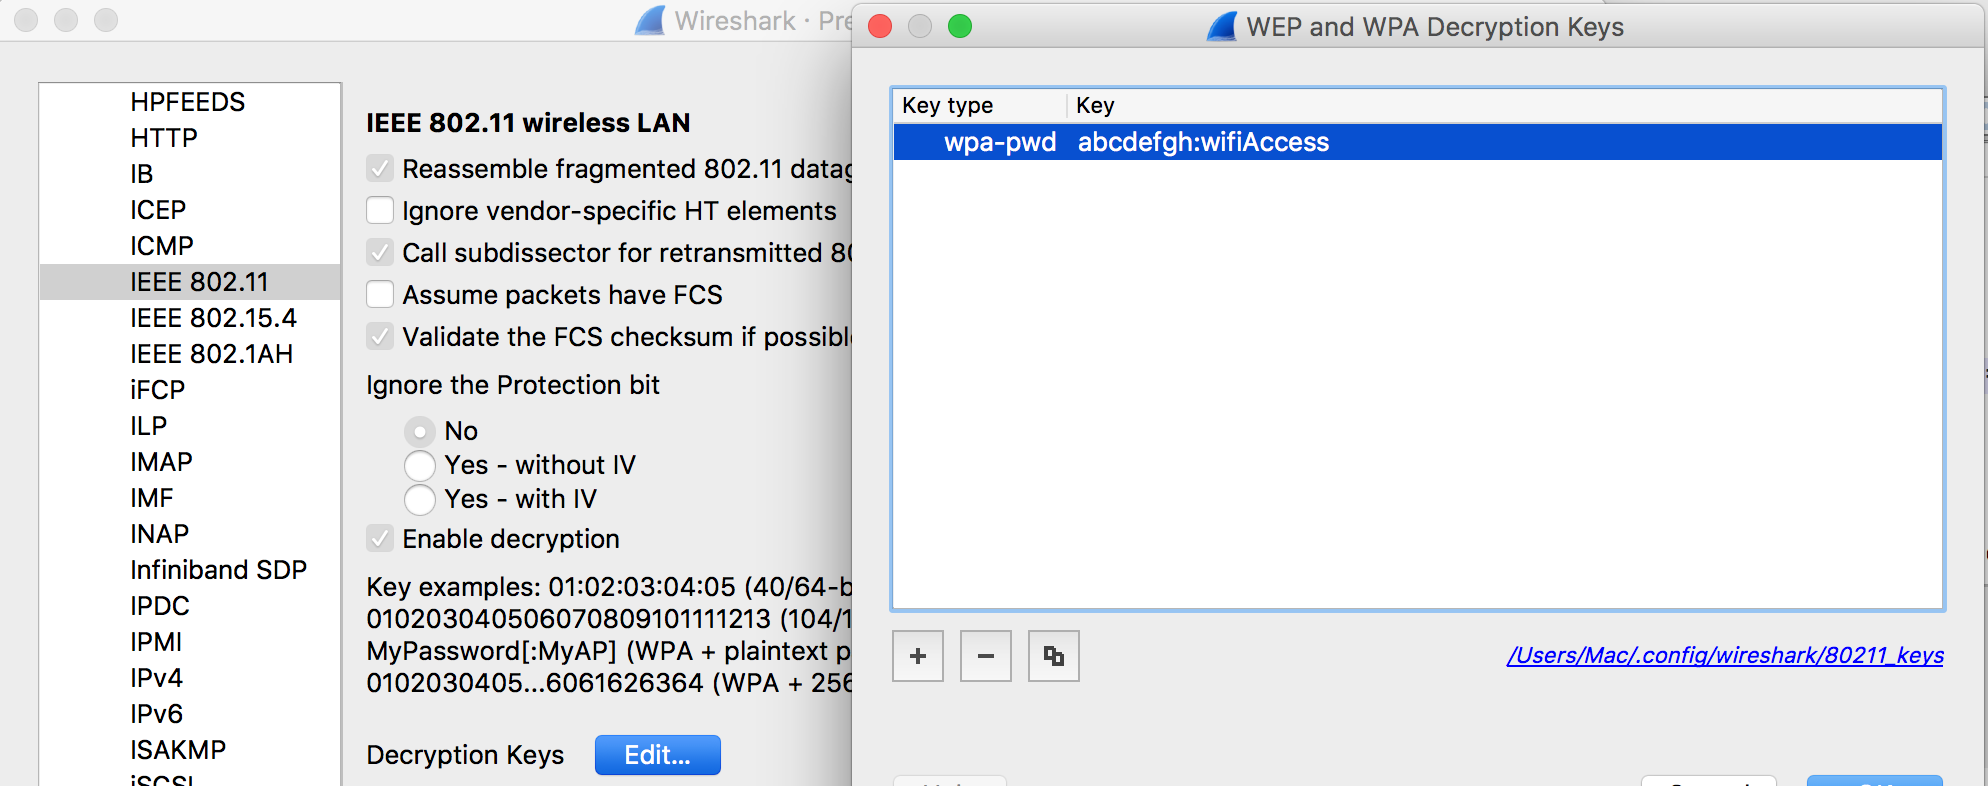 Wireshark · Pre
HPFEEDS
HTTP
IB
ICEP
ICMP
IEEE 802.11
IEEE 802.15.4
IEEE 802.1AH
iFCP
ILP
IMAP
IMF
INAP
Infiniband SDP
IPDC
IPMI
IPv4
IPv6
ISAKMP
iSCSI
IEEE 802.11 wireless LAN
Reassemble fragmented 802.11 datag
Ignore vendor-specific HT elements
Call subdissector for retransmitted 80
Assume packets have FCS
Validate the FCS checksum if possible
Ignore the Protection bit
No
Yes - without IV
Yes - with IV
Enable decryption
Key examples: 01:02:03:04:05 (40/64-b
010203040506070809101111213 (104/1
MyPassword[:MyAP] (WPA + plaintext p
0102030405...6061626364 (WPA + 256
Decryption Keys Edit...
WEP and WPA Decryption Keys
Key type Key
wpa-pwd abcdefgh:wifiAccess
/Users/Mac/.config/wireshark/80211_keys